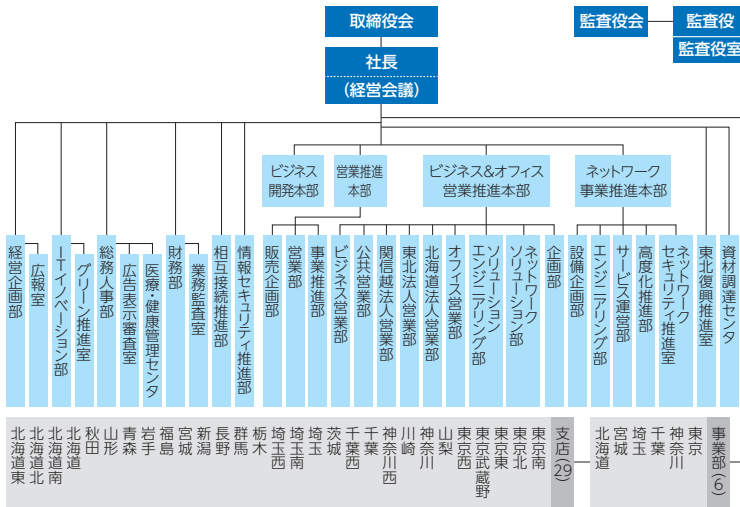 取締役会
監査役会
監査役
監査役室
社長
(経営会議)
ビジネス
開発本部
営業推進
本部
ビジネス&オフィス
営業推進本部
ネットワーク
事業推進本部
経営企画部
広報室
ITイノベーション部
グリーン推進室
総務人事部
広告表示審査室
医療・健康管理センタ
財務部
業務監査室
相互接続推進部
情報セキュリティ推進部
販売企画部
営業部
事業推進部
ビジネス営業部
公共営業部
関信越法人営業部
東北法人営業部
北海道法人営業部
オフィス営業部
ソリューション
エンジニアリング部
ネットワーク
ソリューション部
企画部
設備企画部
エンジニアリング部
サービス運営部
高度化推進部
ネットワーク
セキュリティ推進室
東北復興推進室
資材調達センタ
北海道東
北海道北
北海道南
北海道
秋田
山形
青森
岩手
福島
宮城
新潟
長野
群馬
栃木
埼玉西
埼玉南
埼玉
茨城
千葉西
千葉
神奈川西
川崎
神奈川
山梨
東京西
東京武蔵野
東京東
東京北
東京南
支店(29)
北海道
宮城
埼玉
千葉
神奈川
東京
事業部(6)